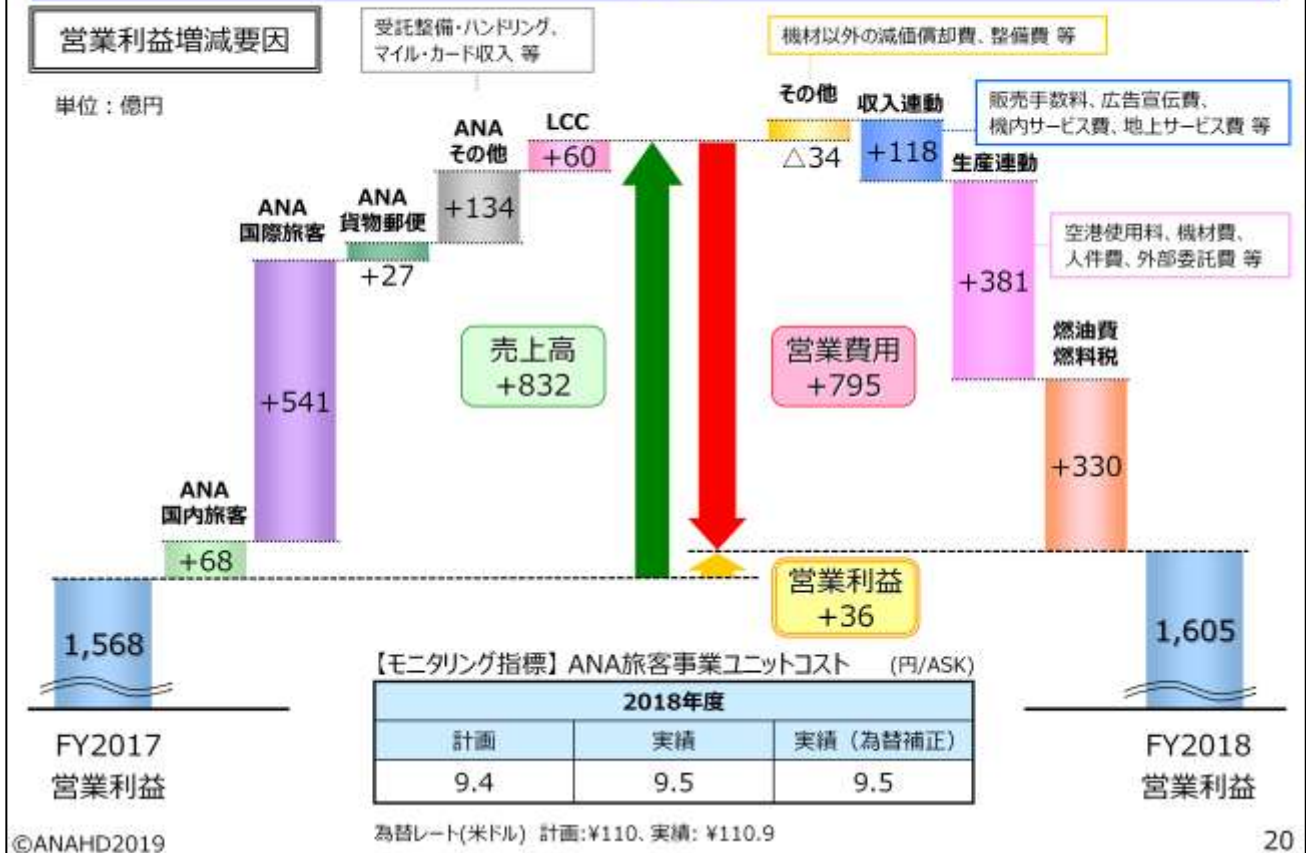 営業利益増減要因
単位：億円
受託整備・ハンドリング、
マイル・カード収入 等
機材以外の減価償却費、整備費 等
販売手数料、広告宣伝費、
機内サービス費、地上サービス費 等
空港使用料、機材費、
人件費、外部委託費 等
1,568
FY2017
営業利益
ANA
国内旅客
+68
ANA
国際旅客
+541
ANA
貨物郵便
+27
ANA
その他
+134
LCC
+60
売上高
+832
営業費用
+795
営業利益
+36
その他
△34
収入連動
+118
生産連動
+381
燃油費
燃料税
+330
1,605
FY2018
営業利益
【モニタリング指標】ANA旅客事業ユニットコスト (円/ASK)
2018年度
計画 実績 実績（為替補正）
9.4 9.5 9.5
為替レート(米ドル) 計画:¥110、実績: ¥110.9
©ANAHD2019
20